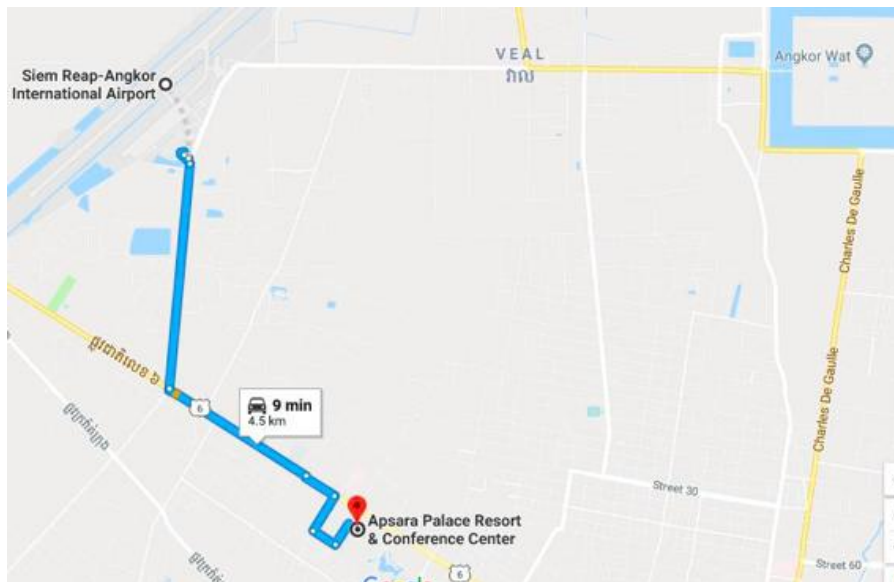 VEAL
វាល
Angkor Wat
Siem Reap-Angkor
International Airport
Charles De Gaulle
6
9 min
4.5 km
Charles De Gaulle
Apsara Palace Resort
& Conference Center
Street 30
6
Street 60